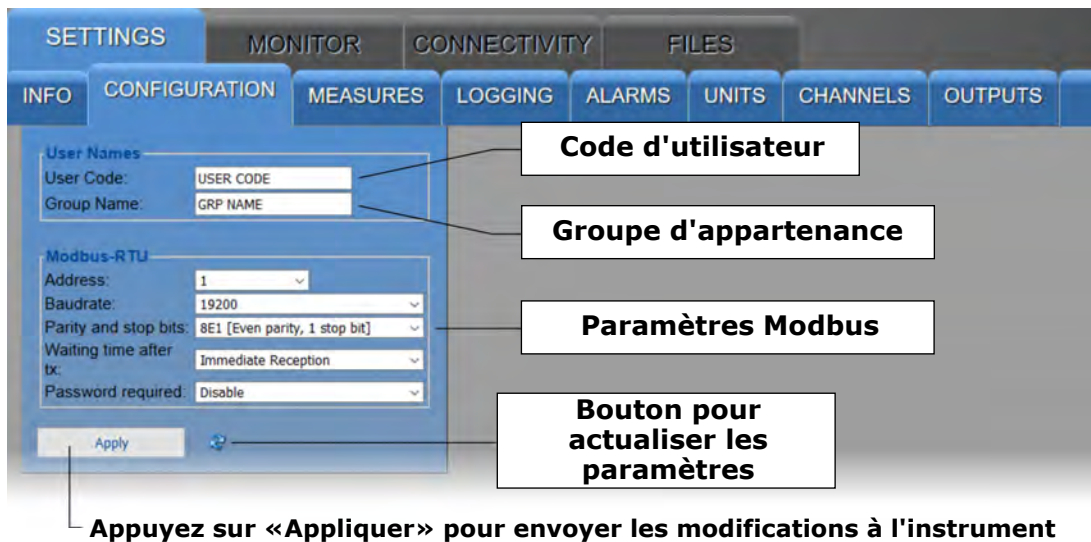 SETTINGS MONITOR CONNECTIVITY FILES
INFO CONFIGURATION MEASURES LOGGING ALARMS UNITS CHANNELS OUTPUTS
User Names
User Code: USER CODE
Group Name: GRP NAME
Code d'utilisateur
Groupe d'appartenance
Modbus-RTU
Address: 1
Baudrate: 19200
Parity and stop bits: 8E1 [Even parity, 1 stop bit]
Waiting time after
tx: Immediate Reception
Password required: Disable
Paramètres Modbus
Apply
Bouton pour
actualiser les
paramètres
Appuyez sur «Appliquer» pour envoyer les modifications à l'instrument